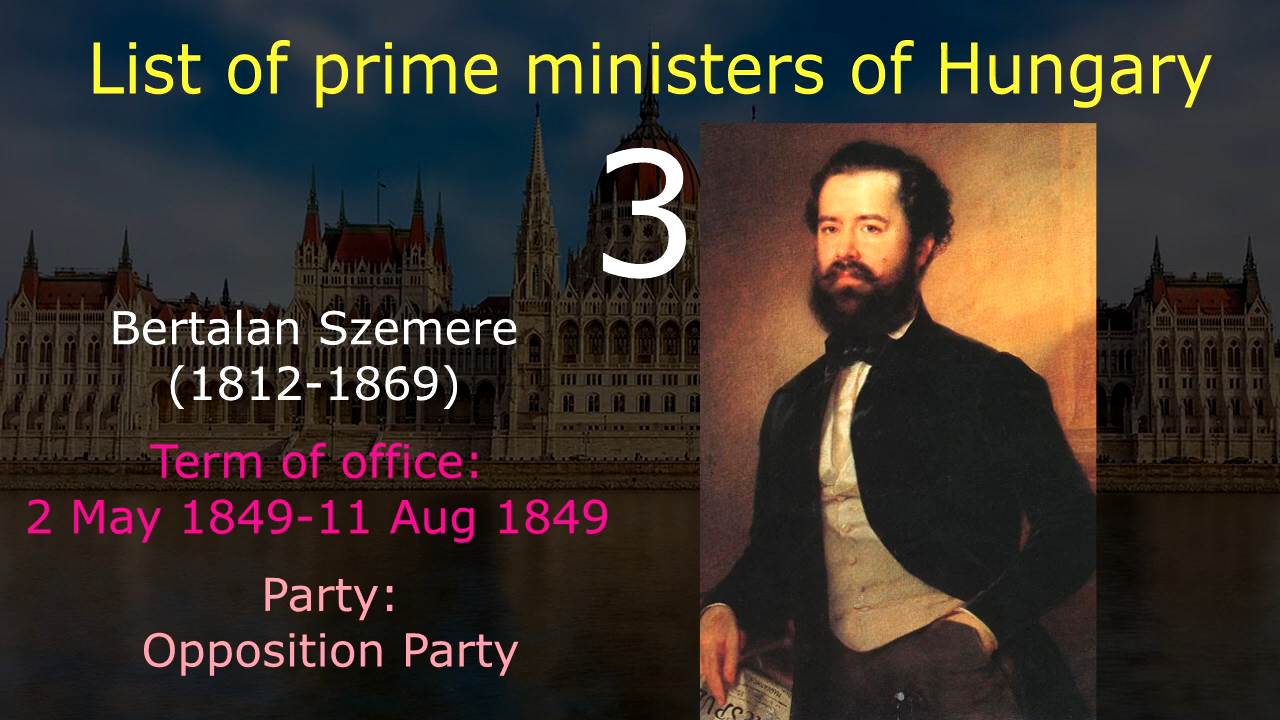 List of prime ministers of Hungary
3
Bertalan Szemere
(1812-1869)
Term of office:
2 May 1849-11 Aug 1849
Party:
Opposition Party